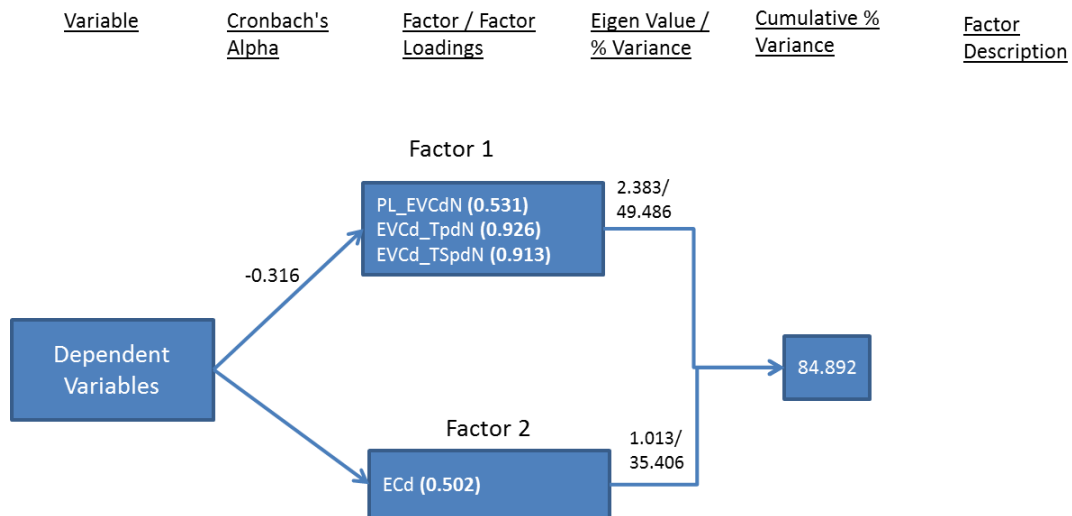 Variable
Cronbach's
Alpha
Factor / Factor
Loadings
Eigen Value /
% Variance
Cumulative %
Variance
Factor
Description
Factor 1
PL_EVCdN (0.531)
EVCd_TpdN (0.926)
EVCd_TSpdN (0.913)
2.383/
49.486
-0.316
Dependent
Variables
84.892
Factor 2
ECd (0.502)
1.013/
35.406